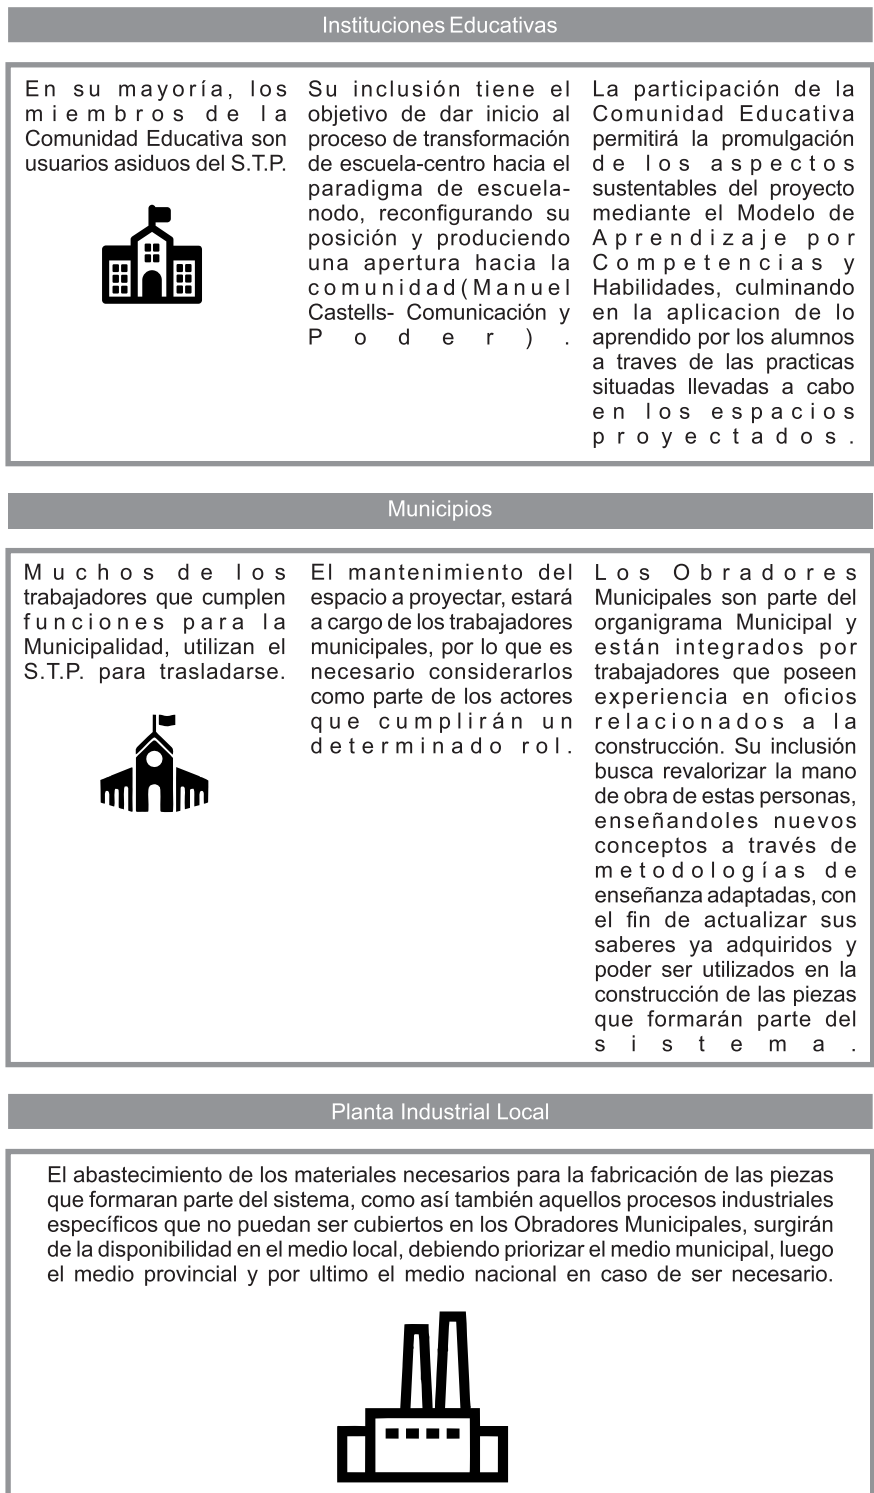 Instituciones Educativas
En su mayoría, los
miembros de la
Comunidad Educativa son
usuarios asiduos del S.T.P.
Su inclusión tiene el
objetivo de dar inicio al
proceso de transformación
de escuela-centro hacia el
paradigma de escuela-
nodo, reconfigurando su
posición y produciendo
una apertura hacia la
comunidad(Manuel
Castells- Comunicación y
Poder).
La participación de la
Comunidad Educativa
permitirá la promulgación
de los aspectos
sustentables del proyecto
mediante el Modelo de
Aprendizaje por
Competencias y
Habilidades, culminando
en la aplicacion de lo
aprendido por los alumnos
a traves de las practicas
situadas llevadas a cabo
en los espacios
proyectados.
Municipios
Muchos de los
trabajadores que cumplen
funciones para la
Municipalidad, utilizan el
S.T.P. para trasladarse.
El mantenimiento del
espacio a proyectar, estará
a cargo de los trabajadores
municipales, por lo que es
necesario considerarlos
como parte de los actores
que cumplirán un
determinado rol.
Los Obradores
Municipales son parte del
organigrama Municipal y
están integrados por
trabajadores que poseen
experiencia en oficios
relacionados a la
construcción. Su inclusión
busca revalorizar la mano
de obra de estas personas,
enseñandoles nuevos
conceptos a través de
metodologías de
enseñanza adaptadas, con
el fin de actualizar sus
saberes ya adquiridos y
poder ser utilizados en la
construcción de las piezas
que formarán parte del
sistema.
Planta Industrial Local
El abastecimiento de los materiales necesarios para la fabricación de las piezas
que formaran parte del sistema, como así también aquellos procesos industriales
específicos que no puedan ser cubiertos en los Obradores Municipales, surgirán
de la disponibilidad en el medio local, debiendo priorizar el medio municipal, luego
el medio provincial y por ultimo el medio nacional en caso de ser necesario.